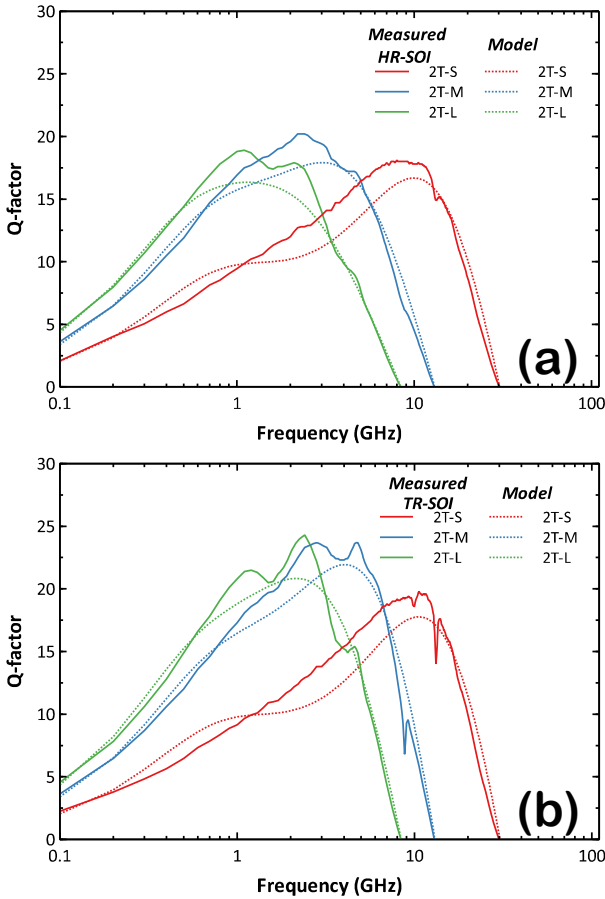 30
25
20
15
10
5
0
Q-factor
Measured
HR-SOI
Model
2T-S
2T-S
2T-M
2T-M
2T-L
2T-L
(a)
0.1
1
10
100
Frequency (GHz)
30
25
20
15
10
5
0
Q-factor
Measured
TR-SOI
Model
2T-S
2T-S
2T-M
2T-M
2T-L
2T-L
(b)
0.1
1
10
100
Frequency (GHz)